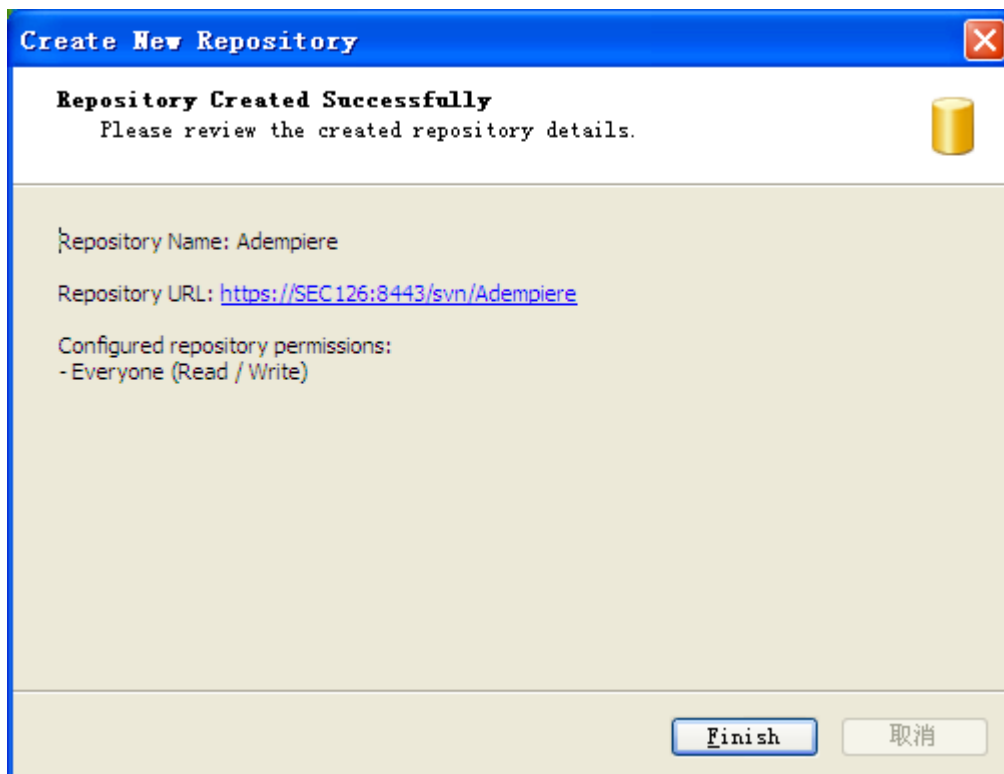 Create New Repository
Repository Created Successfully
Please review the created repository details.
Repository Name: Adempiere
Repository URL: https://SEC126:8443/svn/Adempiere
Configured repository permissions:
- Everyone (Read / Write)
Finish
取消